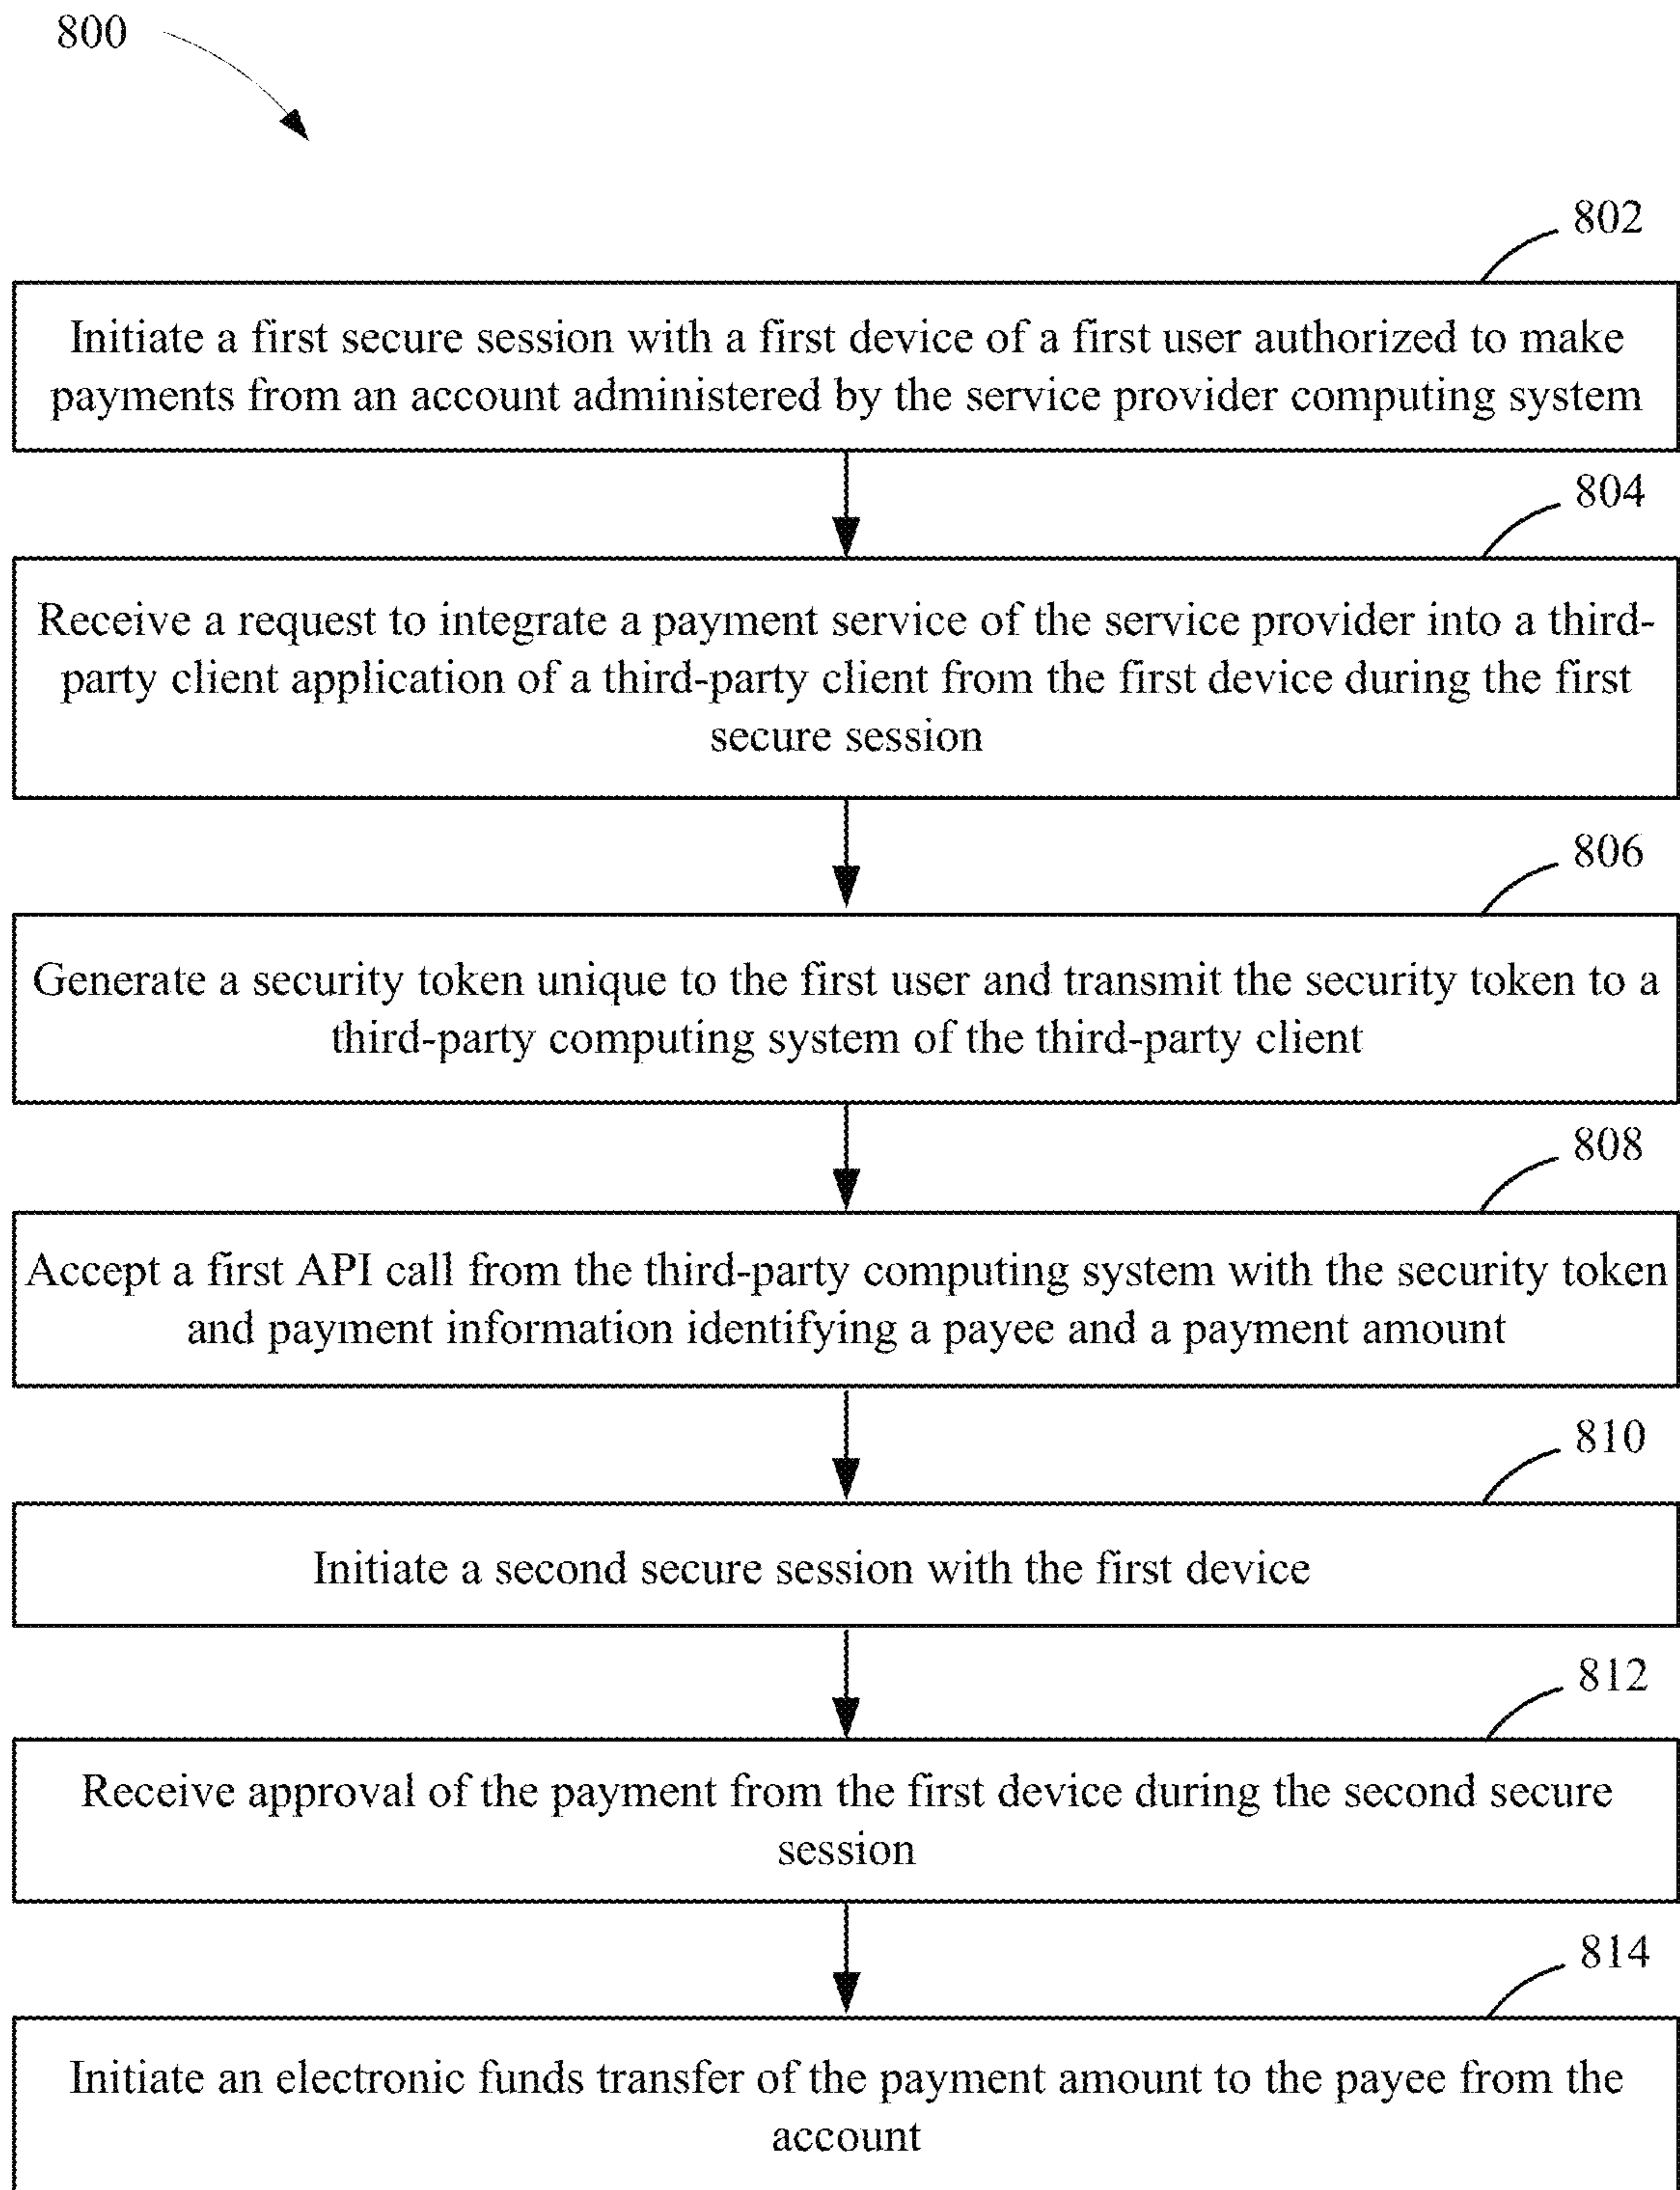 800
802
Initiate a first secure session with a first device of a first user authorized to make
payments from an account administered by the service provider computing system
804
Receive a request to integrate a payment service of the service provider into a third-
party client application of a third-party client from the first device during the first
secure session
806
Generate a security token unique to the first user and transmit the security token to a
third-party computing system of the third-party client
808
Accept a first API call from the third-party computing system with the security token
and payment information identifying a payee and a payment amount
810
Initiate a second secure session with the first device
812
Receive approval of the payment from the first device during the second secure
session
814
Initiate an electronic funds transfer of the payment amount to the payee from the
account